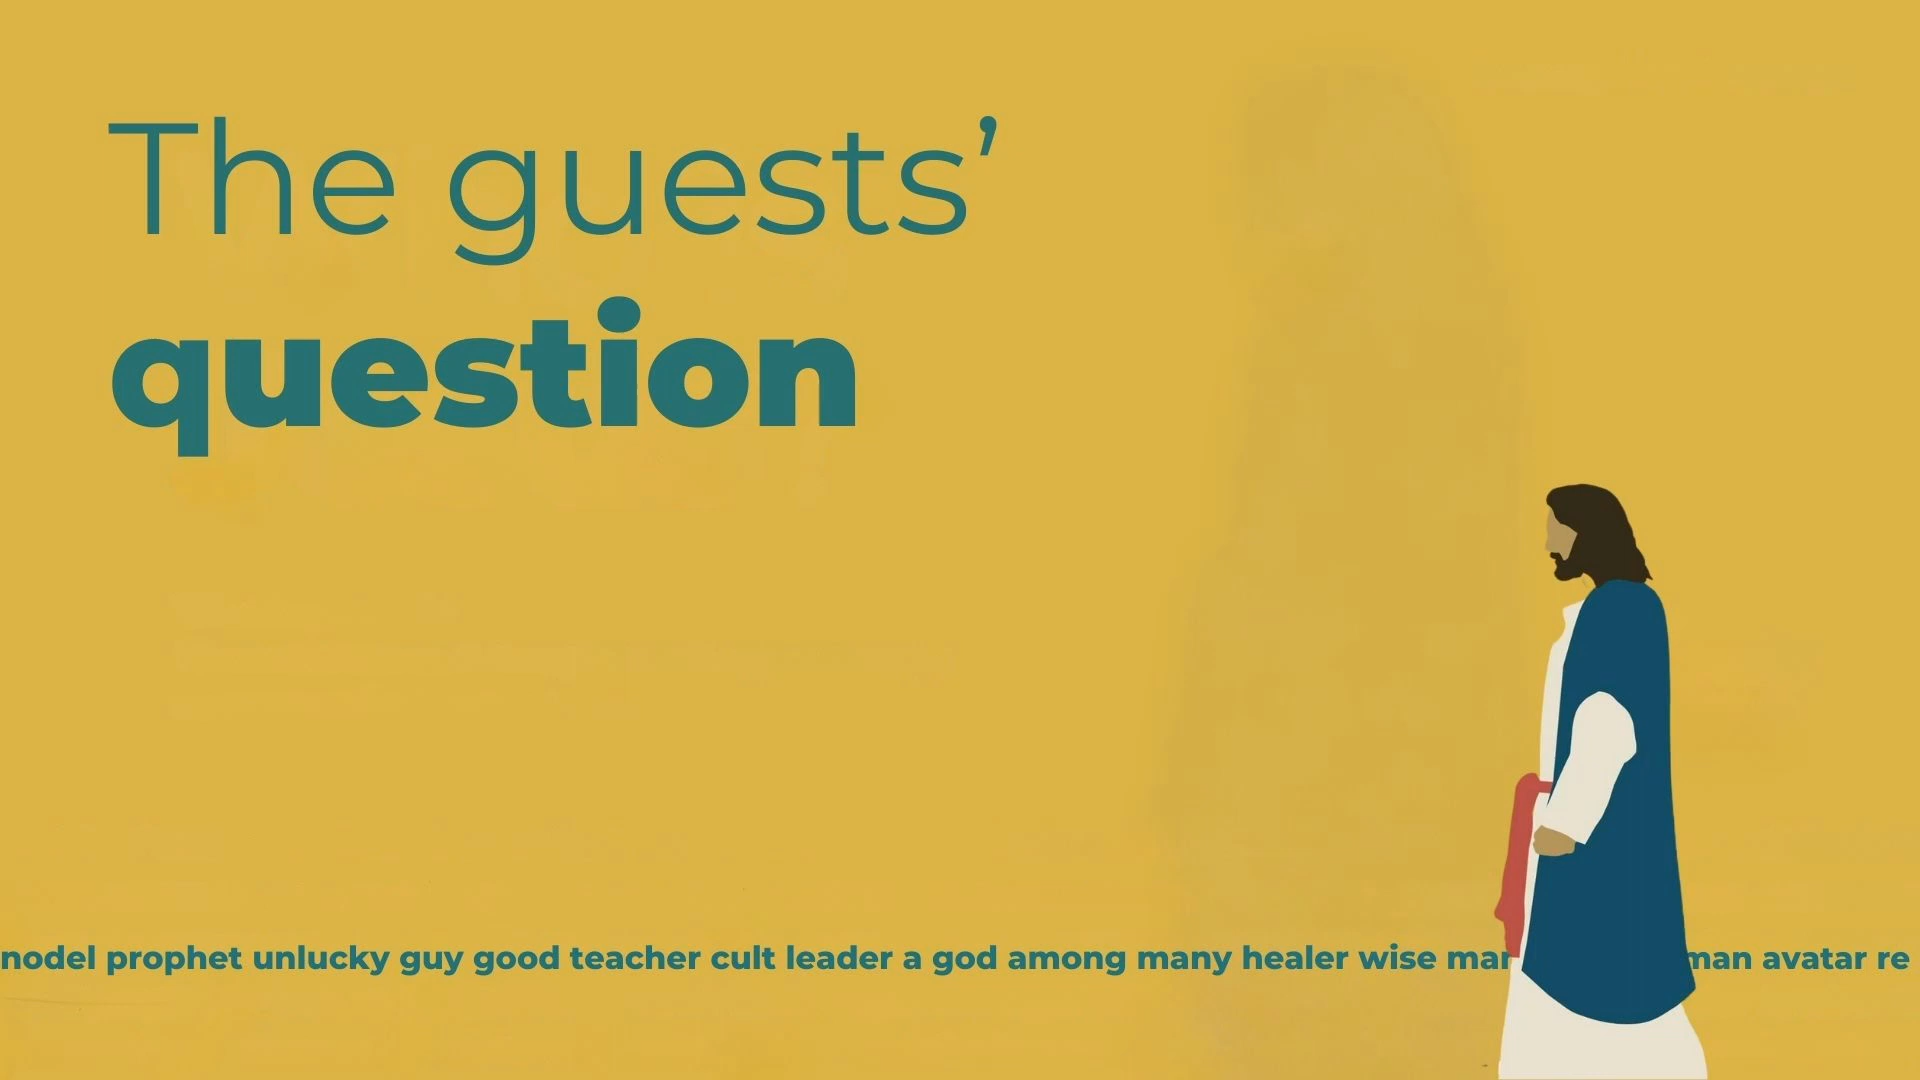 The guests’
question
nodel prophet unlucky guy good teacher cult leader a god among many healer wise man avatar re